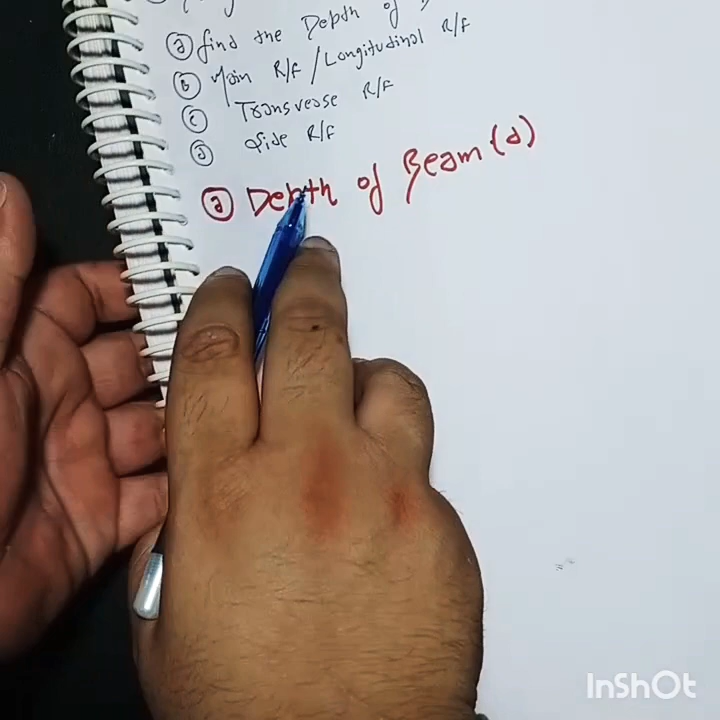 ⓐ find the Depth of
ⓑ Main R/F / Longitudinal R/F
ⓒ Transverse R/F
ⓓ Side R/F
ⓐ Depth of Beam (d)
InShOt